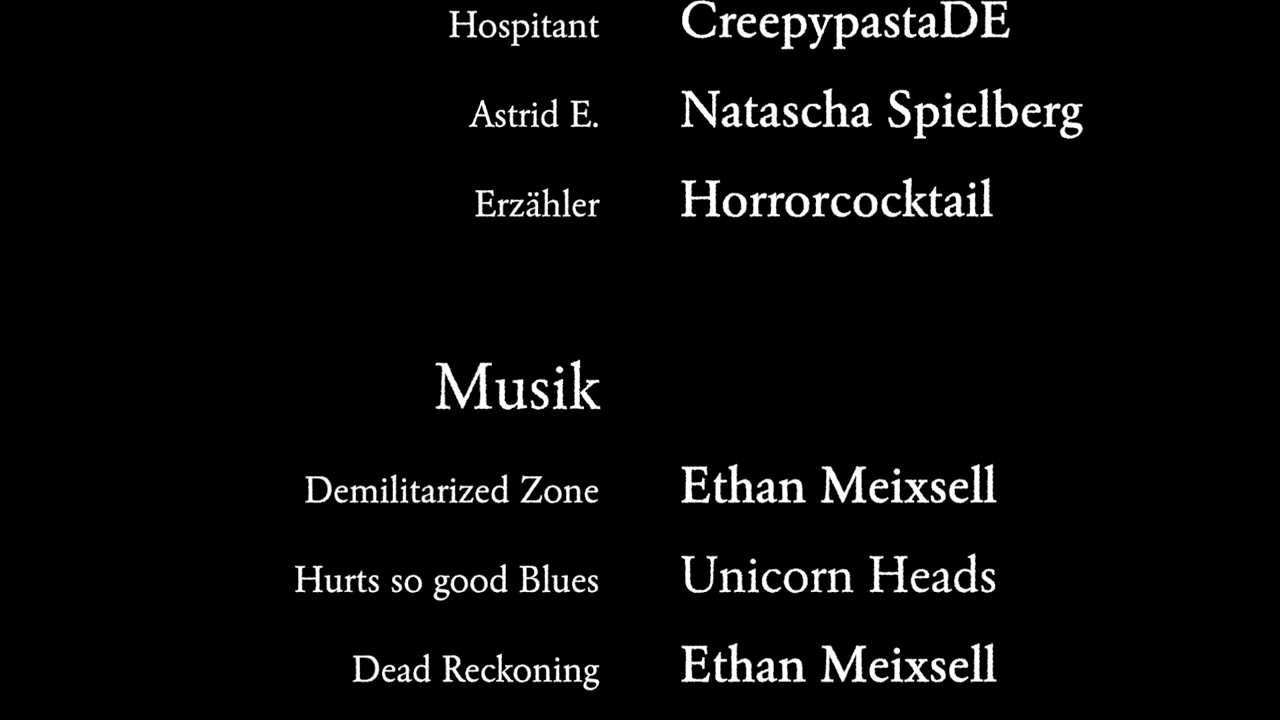 Hospitant CreepypastaDE
Astrid E. Natascha Spielberg
Erzähler Horrorcocktail
Musik
Demilitarized Zone Ethan Meixsell
Hurts so good Blues Unicorn Heads
Dead Reckoning Ethan Meixsell